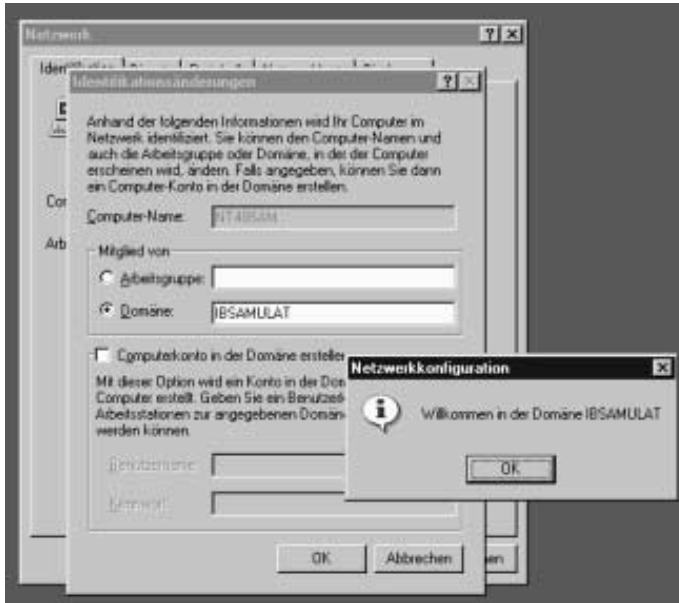 Netzwerk
Identifikationsänderungen
Anhand der folgenden Informationen wird Ihr Computer im
Netzwerk identifiziert. Sie können den Computer-Namen und
auch die Arbeitsgruppe oder Domäne, in der der Computer
erscheinen wird, ändern. Falls angegeben, können Sie dann
ein Computer-Konto in der Domäne erstellen.
Com
Computer-Name:
Arb
Mitglied von
Arbeitsgruppe:
Domäne: IBSAMULAT
Computerkonto in der Domäne erstellen
Mit dieser Option wird ein Konto in der Dom
Computer erstellt. Geben Sie ein Benutzerk
Arbeitsstationen zur angegebenen Domäne
werden können.
Benutzername:
Kennwort:
OK Abbrechen en
Netzwerkkonfiguration
Willkommen in der Domäne IBSAMULAT
OK